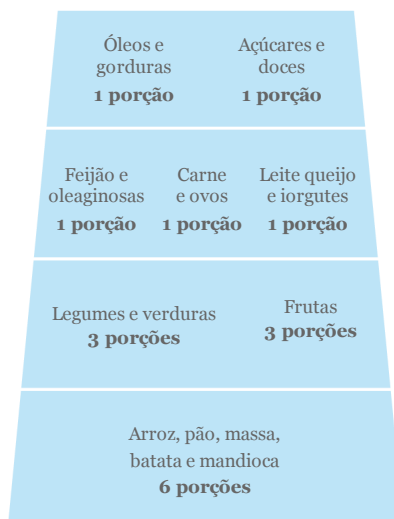 Óleos e
gorduras
1 porção
Açúcares e
doces
1 porção
Feijão e
oleaginosas
1 porção
Carne
e ovos
1 porção
Leite queijo
e iorgutes
1 porção
Legumes e verduras
3 porções
Frutas
3 porções
Arroz, pão, massa,
batata e mandioca
6 porções